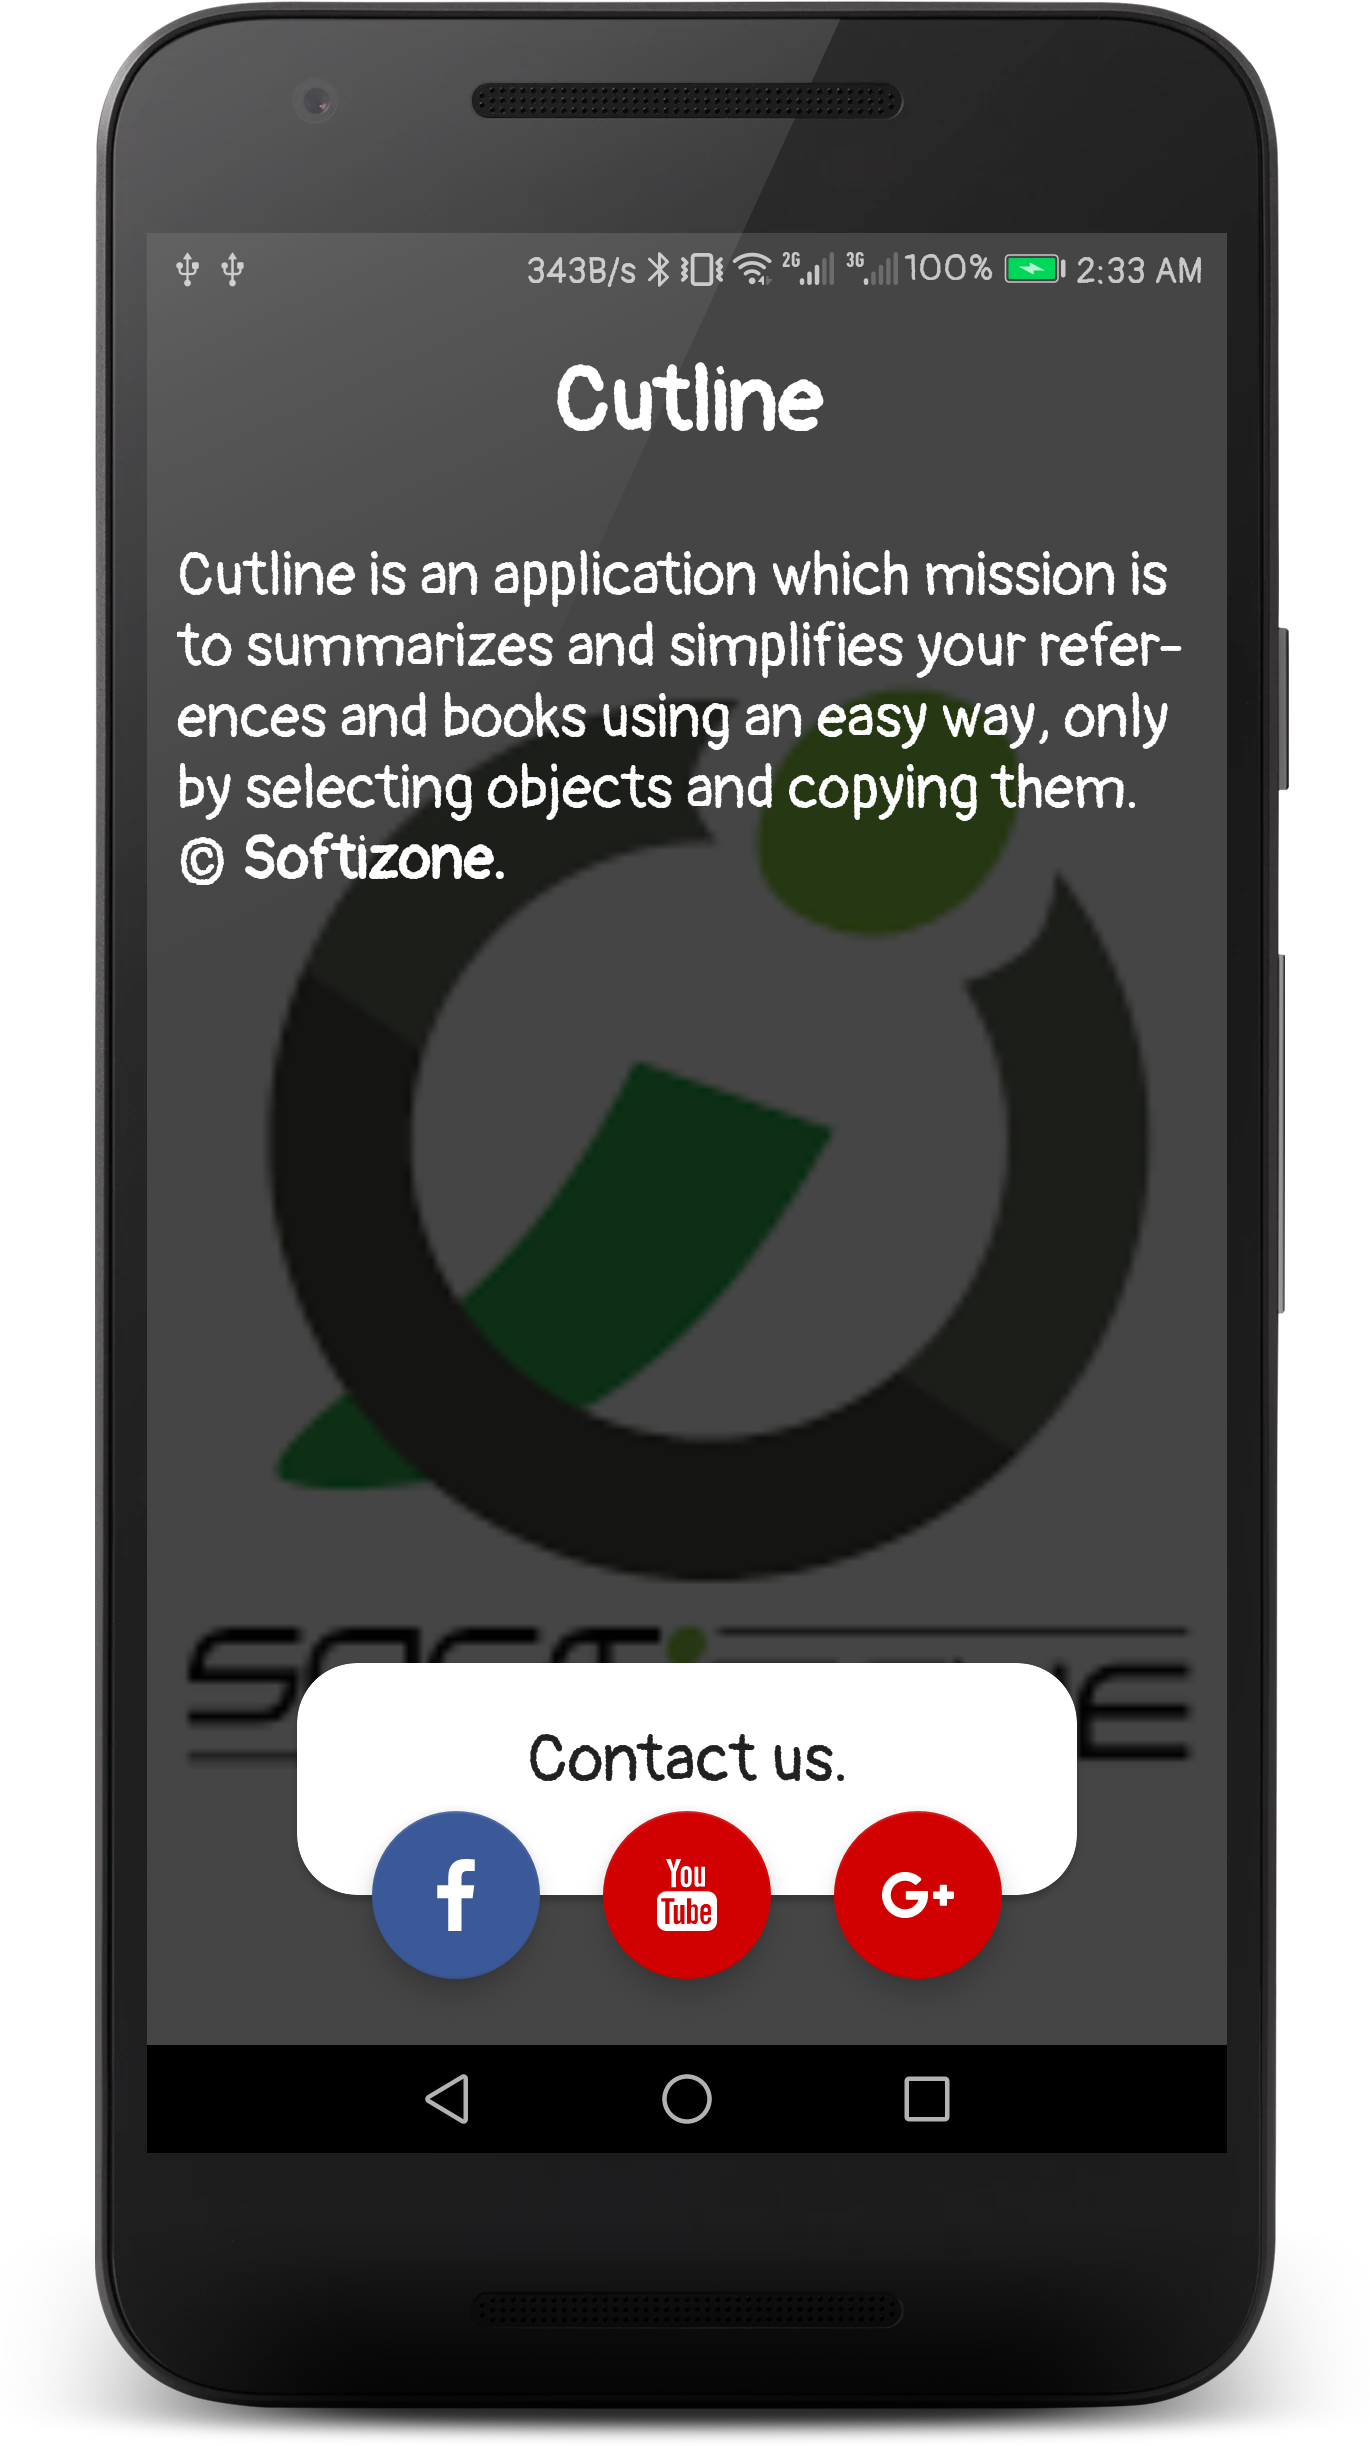 343B/s 2G 3G 100% 2:33 AM
Cutline
Cutline is an application which mission is
to summarizes and simplifies your refer-
ences and books using an easy way, only
by selecting objects and copying them.
© Softizone.
Contact us.
f You Tube G+